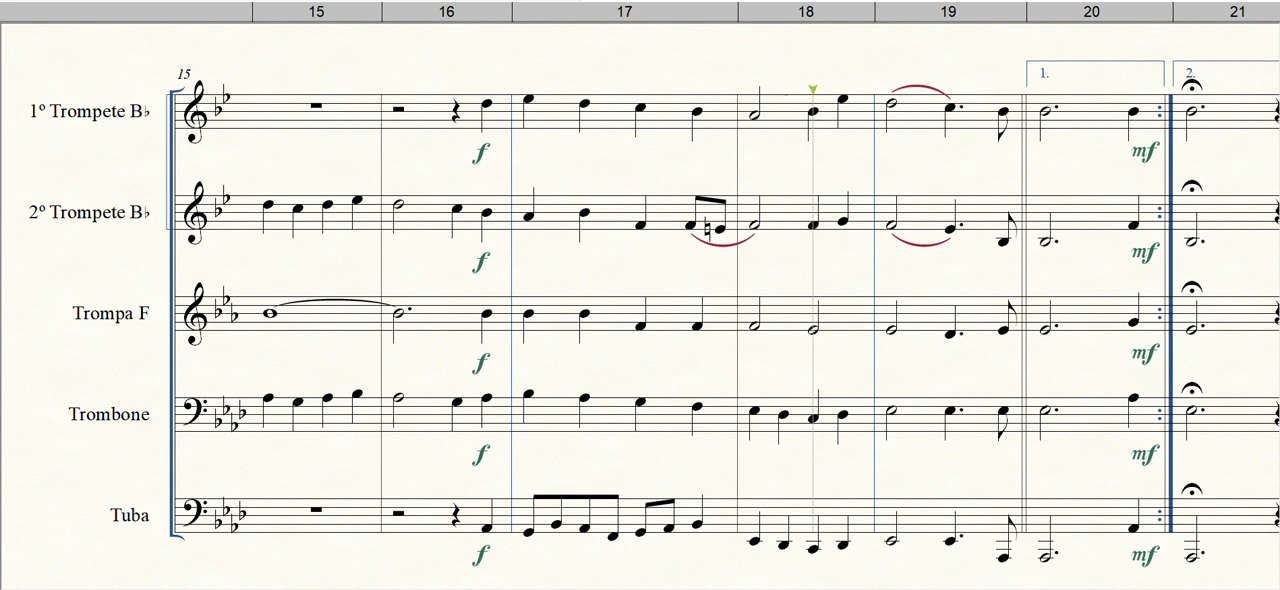 15 16 17 18 19 20 21
15
1. 2.
1º Trompete B♭
f mf
2º Trompete B♭
f mf
Trompa F
f mf
Trombone
f mf
Tuba
f mf